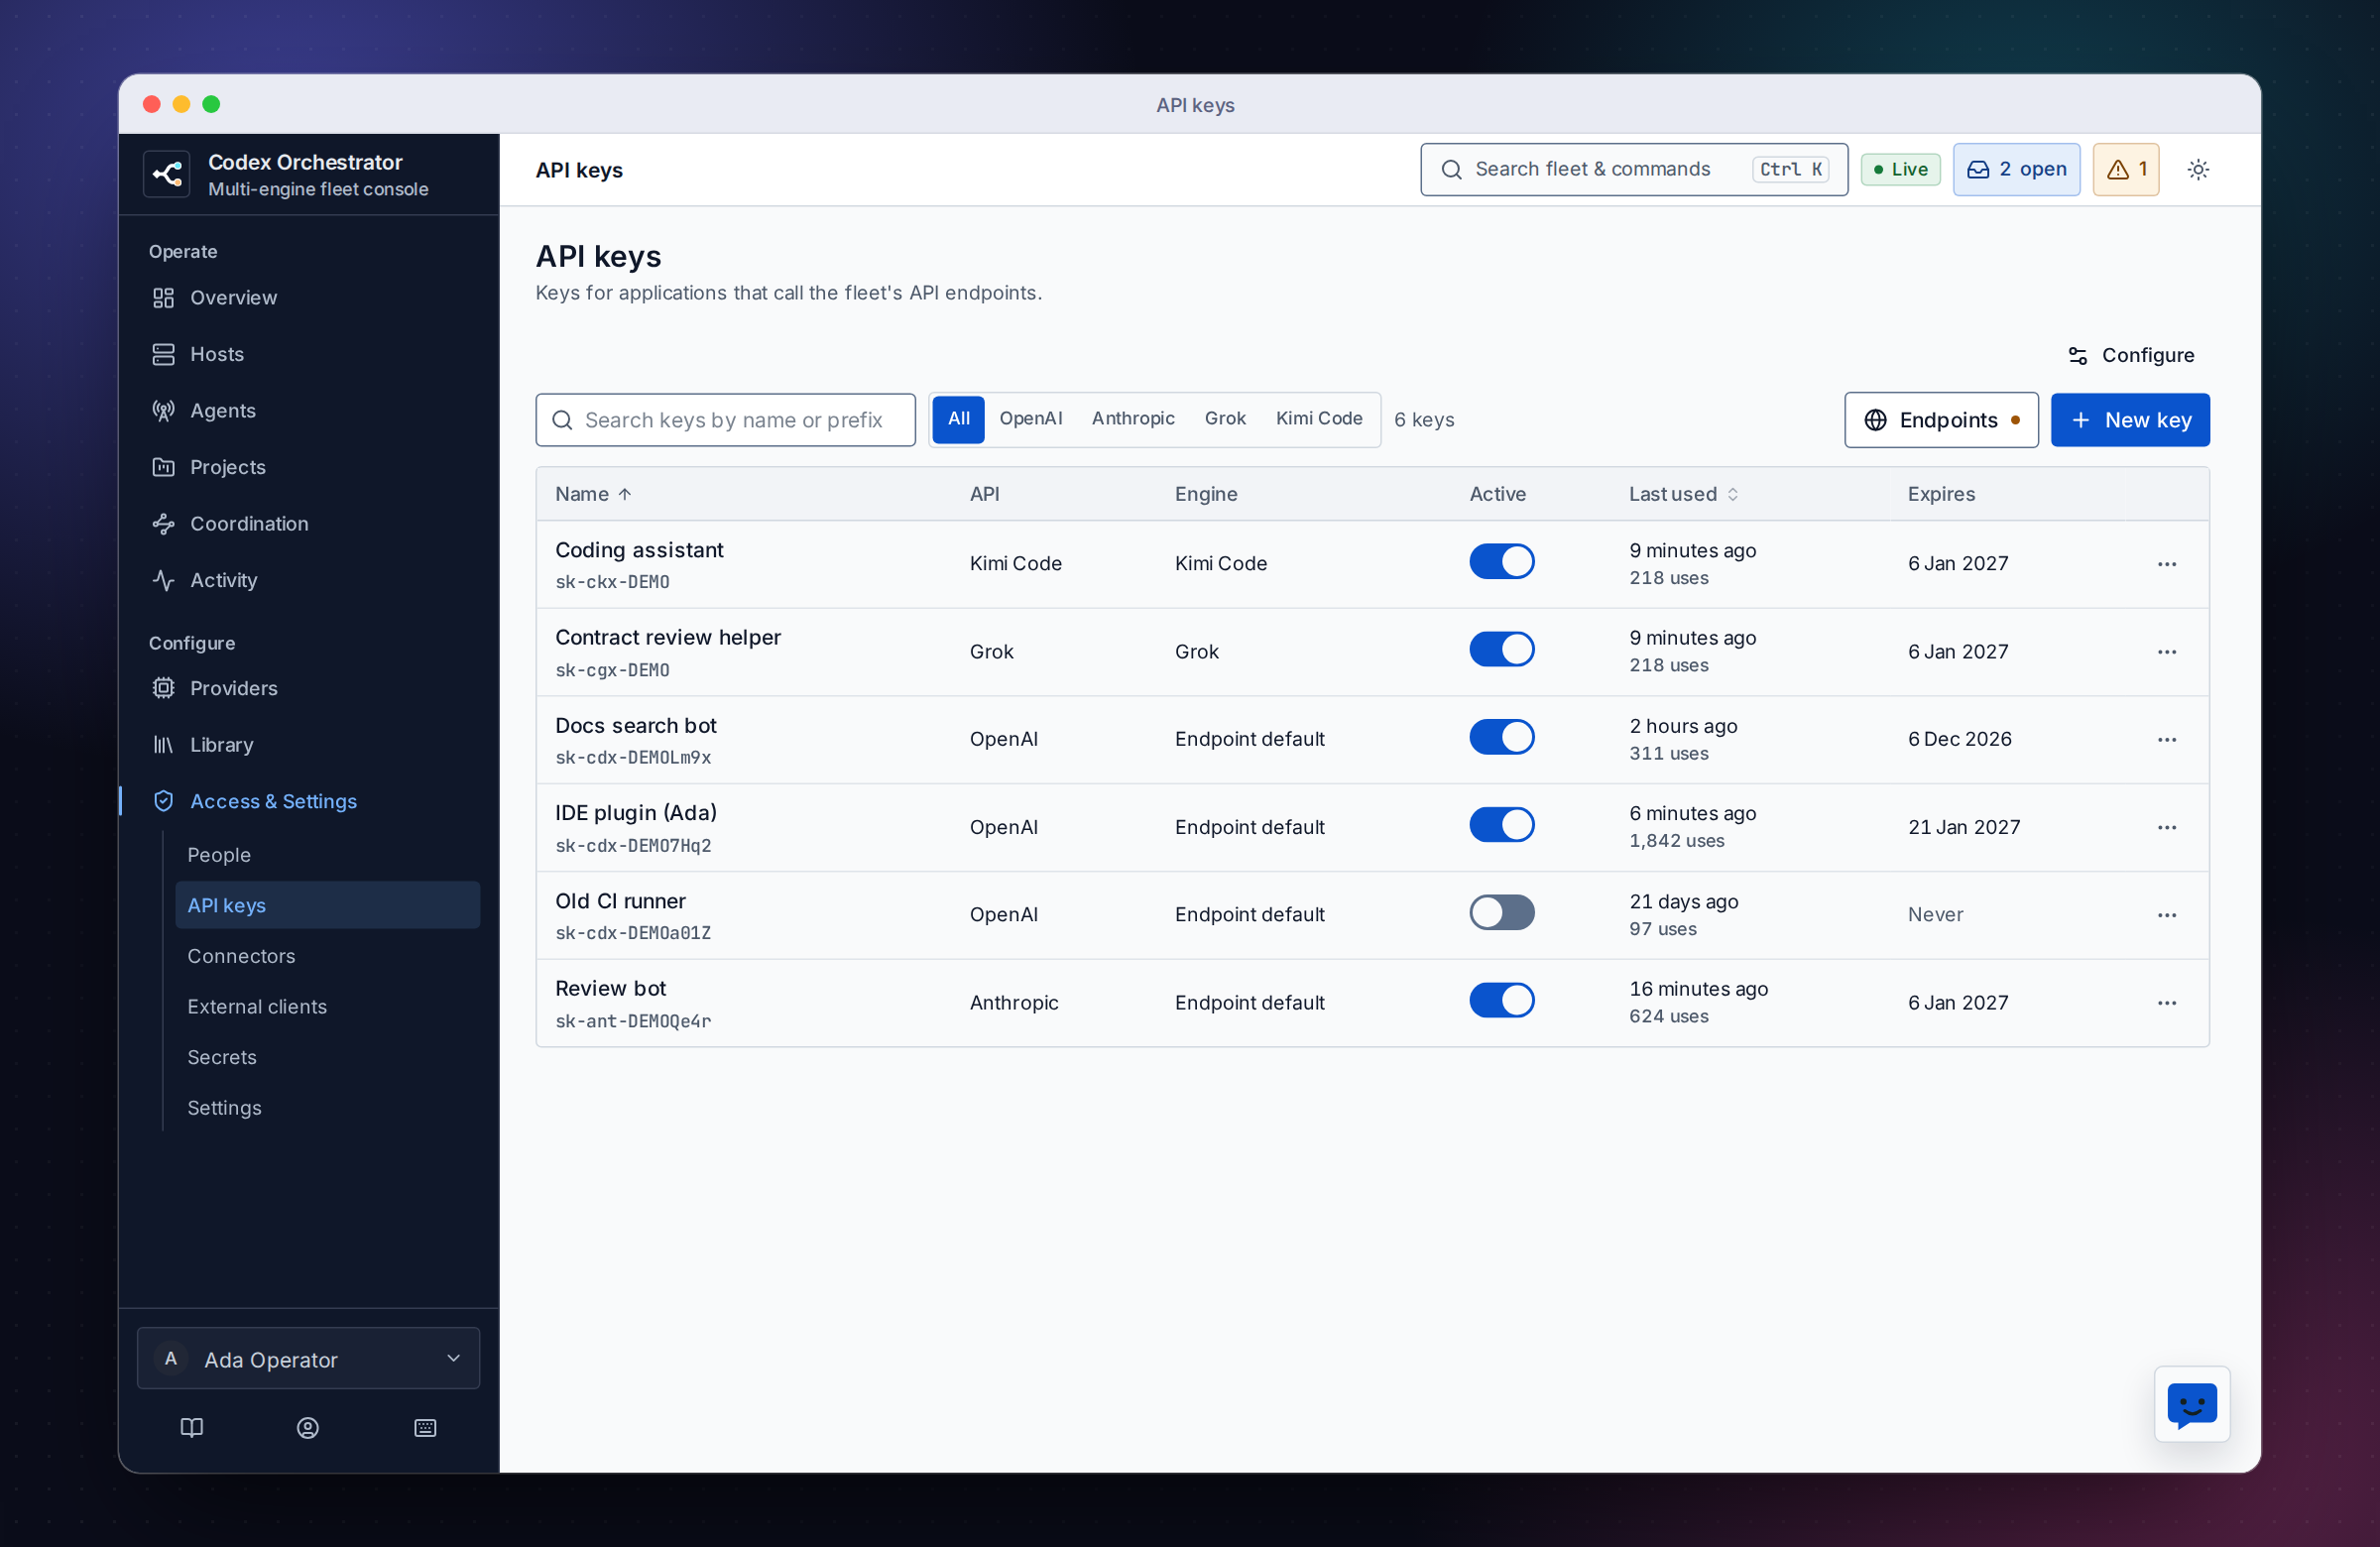 API keys
Codex Orchestrator
Multi-engine fleet console
Operate
Overview
Hosts
Agents
Projects
Coordination
Activity
Configure
Providers
Library
Access & Settings
People
API keys
Connectors
External clients
Secrets
Settings
A Ada Operator
API keys
Search fleet & commands Ctrl K
Live
2 open
1
API keys
Keys for applications that call the fleet's API endpoints.
Configure
Search keys by name or prefix
All OpenAI Anthropic Grok Kimi Code
6 keys
Endpoints
New key
Name API Engine Active Last used Expires
Coding assistant
sk-ckx-DEMO
Kimi Code Kimi Code
9 minutes ago
218 uses
6 Jan 2027
Contract review helper
sk-cgx-DEMO
Grok Grok
9 minutes ago
218 uses
6 Jan 2027
Docs search bot
sk-cdx-DEMOLm9x
OpenAI Endpoint default
2 hours ago
311 uses
6 Dec 2026
IDE plugin (Ada)
sk-cdx-DEMO7Hq2
OpenAI Endpoint default
6 minutes ago
1,842 uses
21 Jan 2027
Old CI runner
sk-cdx-DEMOa01Z
OpenAI Endpoint default
21 days ago
97 uses
Never
Review bot
sk-ant-DEMOQe4r
Anthropic Endpoint default
16 minutes ago
624 uses
6 Jan 2027